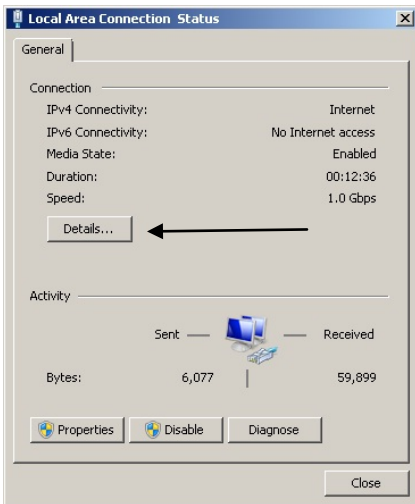 Local Area Connection Status
General
Connection
IPv4 Connectivity: Internet
IPv6 Connectivity: No Internet access
Media State: Enabled
Duration: 00:12:36
Speed: 1.0 Gbps
Details...
Activity
Sent Received
Bytes: 6,077 59,899
Properties Disable Diagnose
Close